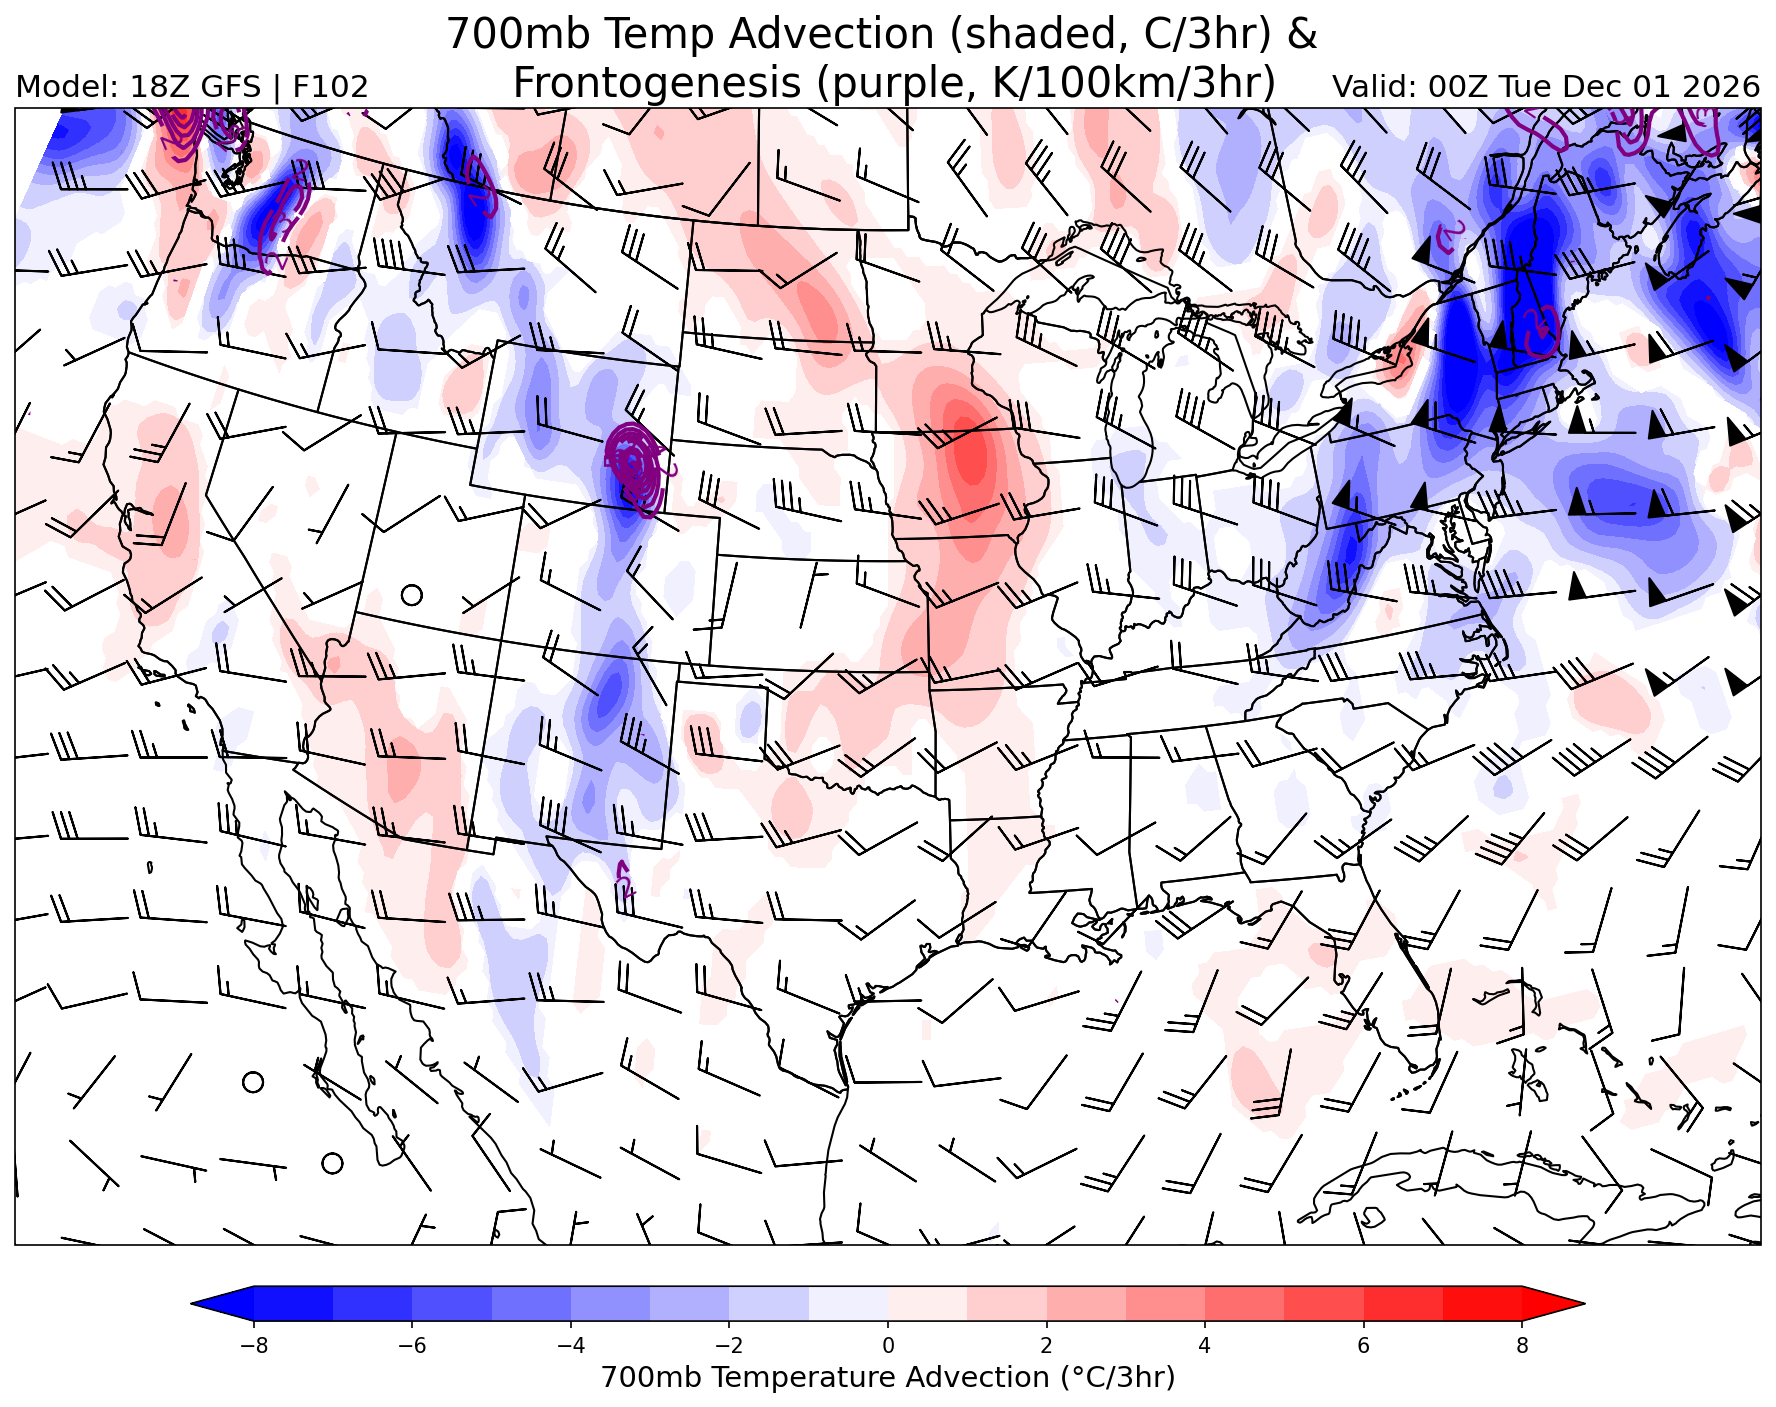 700mb Temp Advection (shaded, C/3hr) &
Model: 18Z GFS | F102
Frontogenesis (purple, K/100km/3hr)
Valid: 00Z Tue Dec 01 2026
−8
−6
−4
−2
0
2
4
6
8
700mb Temperature Advection (°C/3hr)